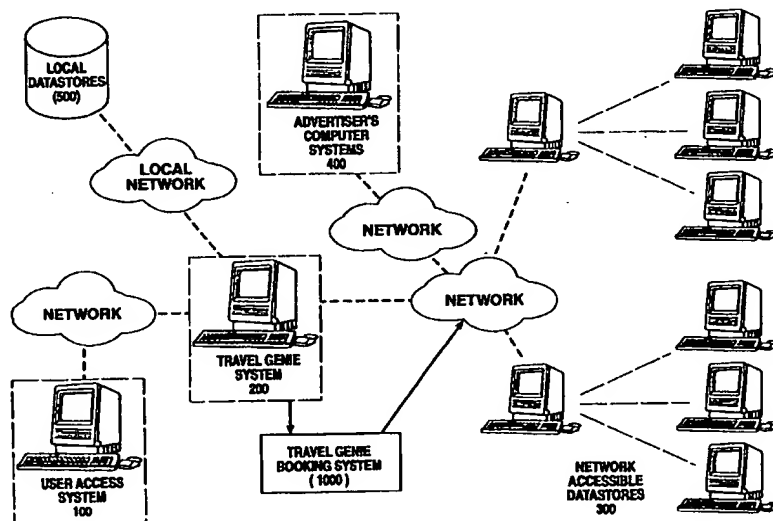 LOCAL
DATASTORES
(500)
ADVERTISER'S
COMPUTER
SYSTEMS
400
LOCAL
NETWORK
NETWORK
NETWORK
NETWORK
TRAVEL GENIE
SYSTEM
200
USER ACCESS
SYSTEM
100
TRAVEL GENIE
BOOKING SYSTEM
( 1000 )
NETWORK
ACCESSIBLE
DATASTORES
300